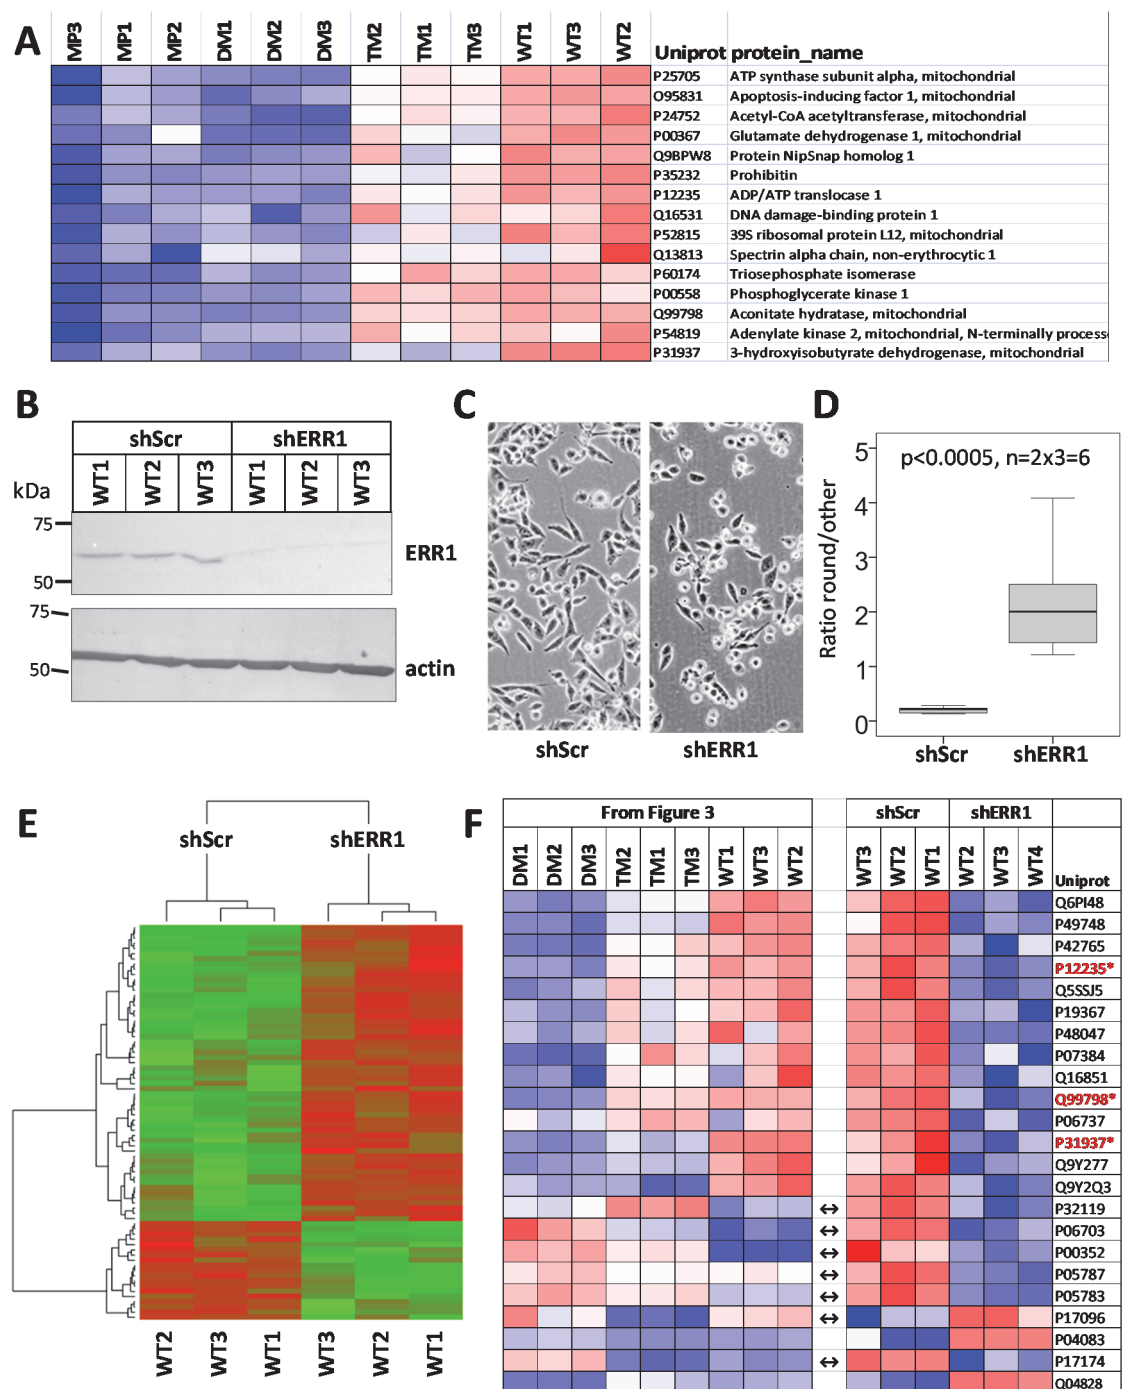 A
MP3 MP1 MP2 DM1 DM2 DM3 TM2 TM1 TM3 WT1 WT3 WT2
Uniprot protein_name
P25705 ATP synthase subunit alpha, mitochondrial
O95831 Apoptosis-inducing factor 1, mitochondrial
P24752 Acetyl-CoA acetyltransferase, mitochondrial
P00367 Glutamate dehydrogenase 1, mitochondrial
Q9BPW8 Protein NipSnap homolog 1
P35232 Prohibitin
P12235 ADP/ATP translocase 1
Q16531 DNA damage-binding protein 1
P52815 39S ribosomal protein L12, mitochondrial
Q13813 Spectrin alpha chain, non-erythrocytic 1
P60174 Triosephosphate isomerase
P00558 Phosphoglycerate kinase 1
Q99798 Aconitate hydratase, mitochondrial
P54819 Adenylate kinase 2, mitochondrial, N-terminally processe
P31937 3-hydroxyisobutyrate dehydrogenase, mitochondrial
B
shScr shERR1
WT1 WT2 WT3 WT1 WT2 WT3
kDa
75
50
ERR1
75
50
actin
C
shScr shERR1
D
p<0.0005, n=2x3=6
Ratio round/other
5
4
3
2
1
0
shScr shERR1
E
shScr shERR1
WT2 WT3 WT1 WT3 WT2 WT1
F
From Figure 3 shScr shERR1
DM1 DM2 DM3 TM2 TM1 TM3 WT1 WT3 WT2 WT3 WT2 WT1 WT2 WT3 WT4 Uniprot
Q6PI48
P49748
P42765
P12235*
Q5SSJ5
P19367
P48047
P07384
Q16851
Q99798*
P06737
P31937*
Q9Y277
Q9Y2Q3
↔ P32119
↔ P06703
↔ P00352
↔ P05787
↔ P05783
↔ P17096
P04083
↔ P17174
Q04828